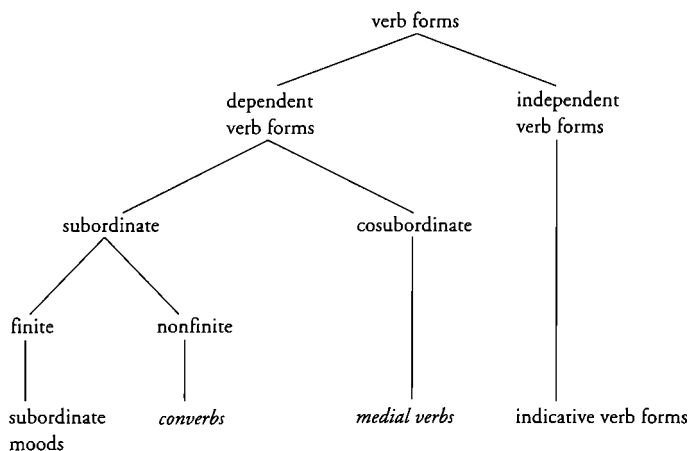 verb forms
dependent
verb forms
independent
verb forms
subordinate
cosubordinate
finite
nonfinite
subordinate
moods
converbs
medial verbs
indicative verb forms